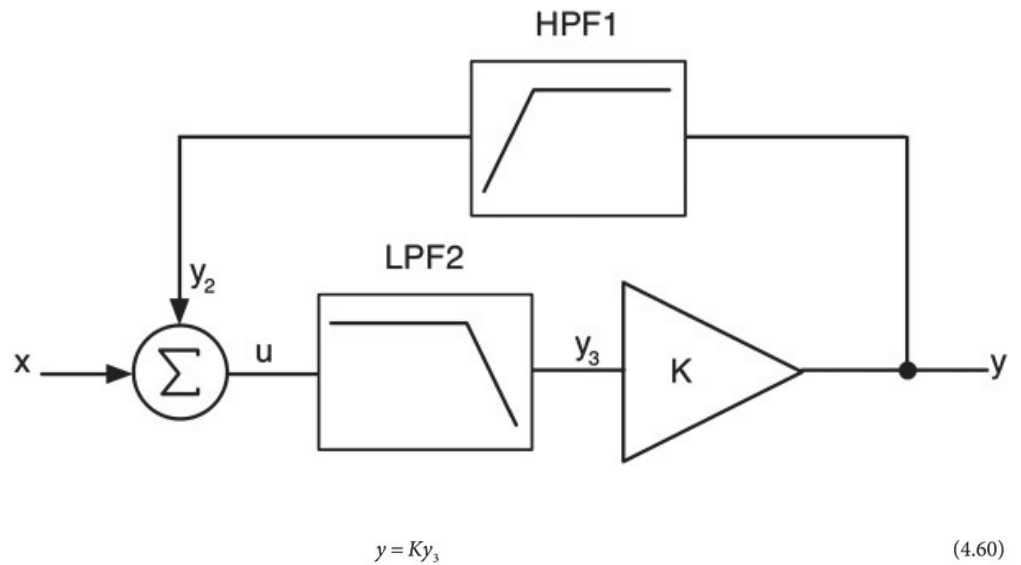 HPF1
y₂
LPF2
x
Σ
u
y₃
K
y
y = Ky₃
(4.60)